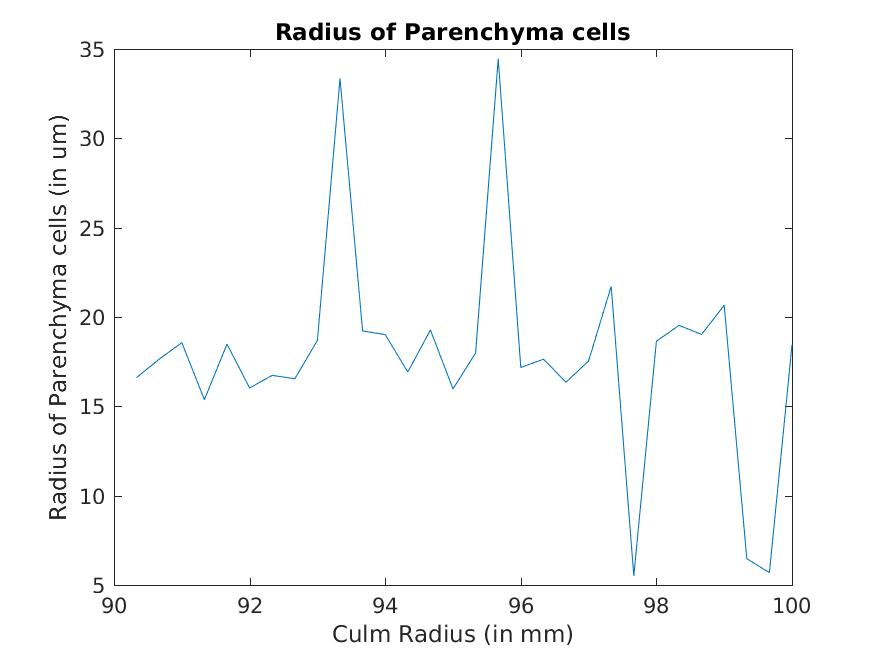 Radius of Parenchyma cells
Radius of Parenchyma cells (in um)
35
30
25
20
15
10
5
90 92 94 96 98 100
Culm Radius (in mm)